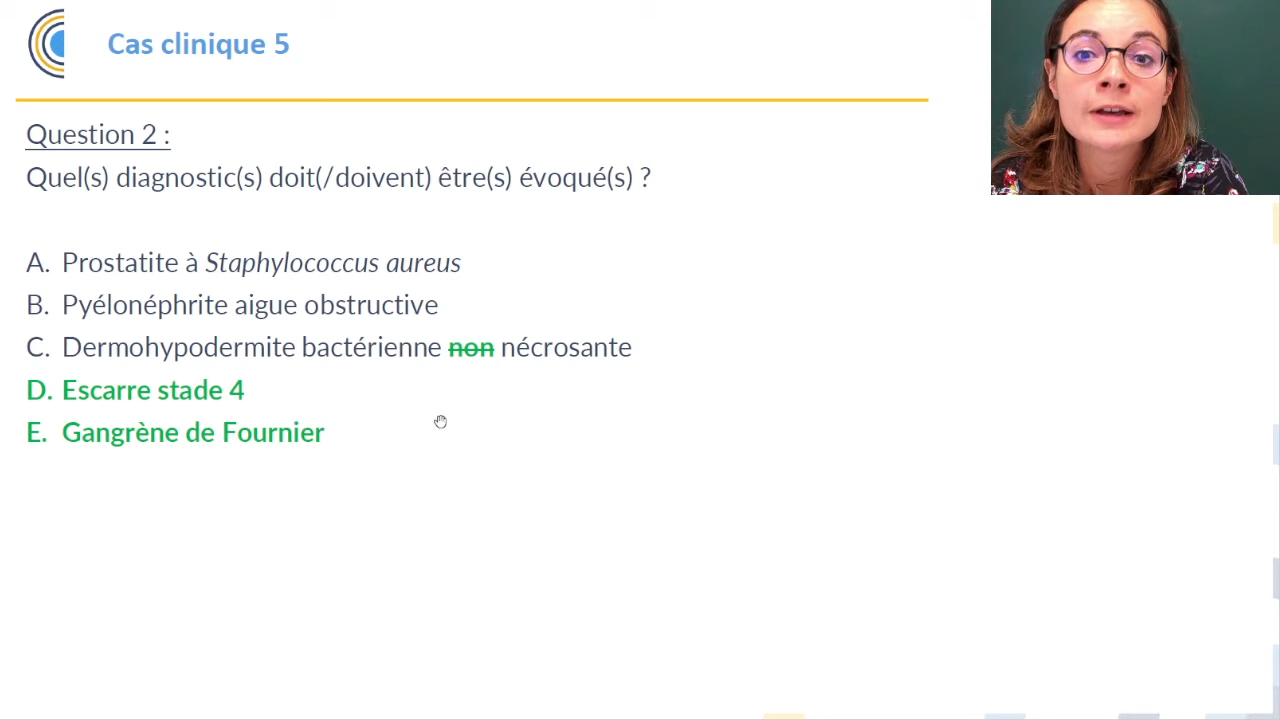 Cas clinique 5
Question 2 :
Quel(s) diagnostic(s) doit(/doivent) être(s) évoqué(s) ?
A. Prostatite à Staphylococcus aureus
B. Pyélonéphrite aigue obstructive
C. Dermohypodermite bactérienne non nécrosante
D. Escarre stade 4
E. Gangrène de Fournier